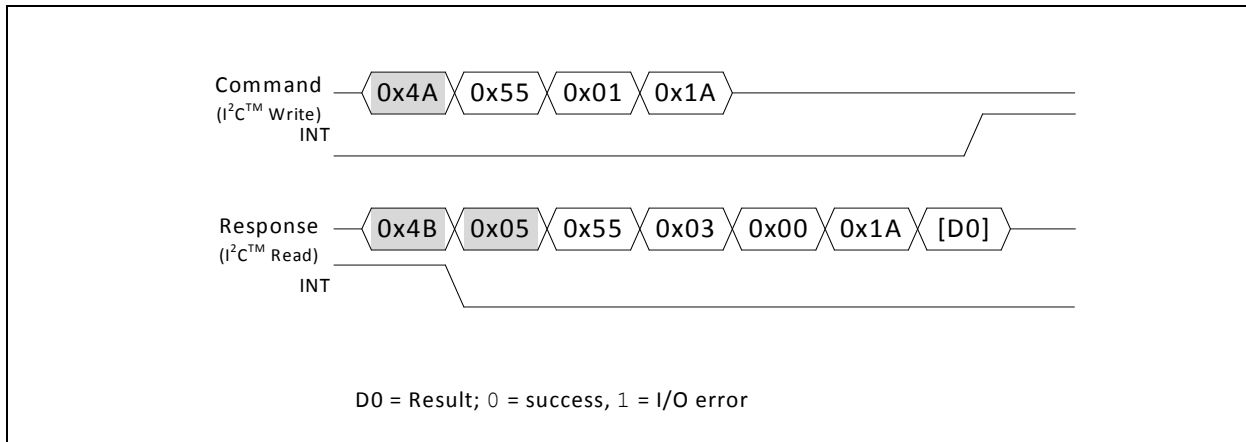 Command 0x4A 0x55 0x01 0x1A
(I²C™ Write)
INT
Response 0x4B 0x05 0x55 0x03 0x00 0x1A [D0]
(I²C™ Read)
INT
D0 = Result; 0 = success, 1 = I/O error